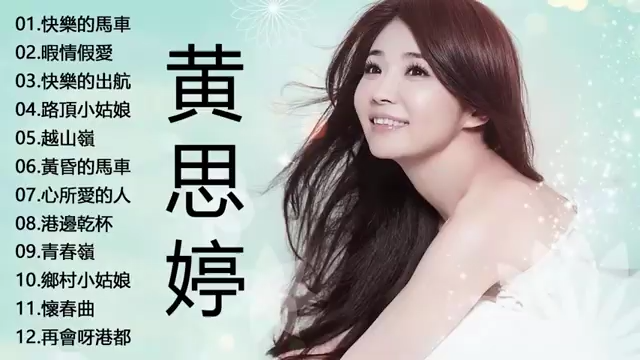 01.快樂的馬車
02.暇情假愛
03.快樂的出航
04.路頂小姑娘
05.越山嶺
06.黃昏的馬車
07.心所愛的人
08.港邊乾杯
09.青春嶺
10.鄉村小姑娘
11.懷春曲
12.再會呀港都
黄思婷